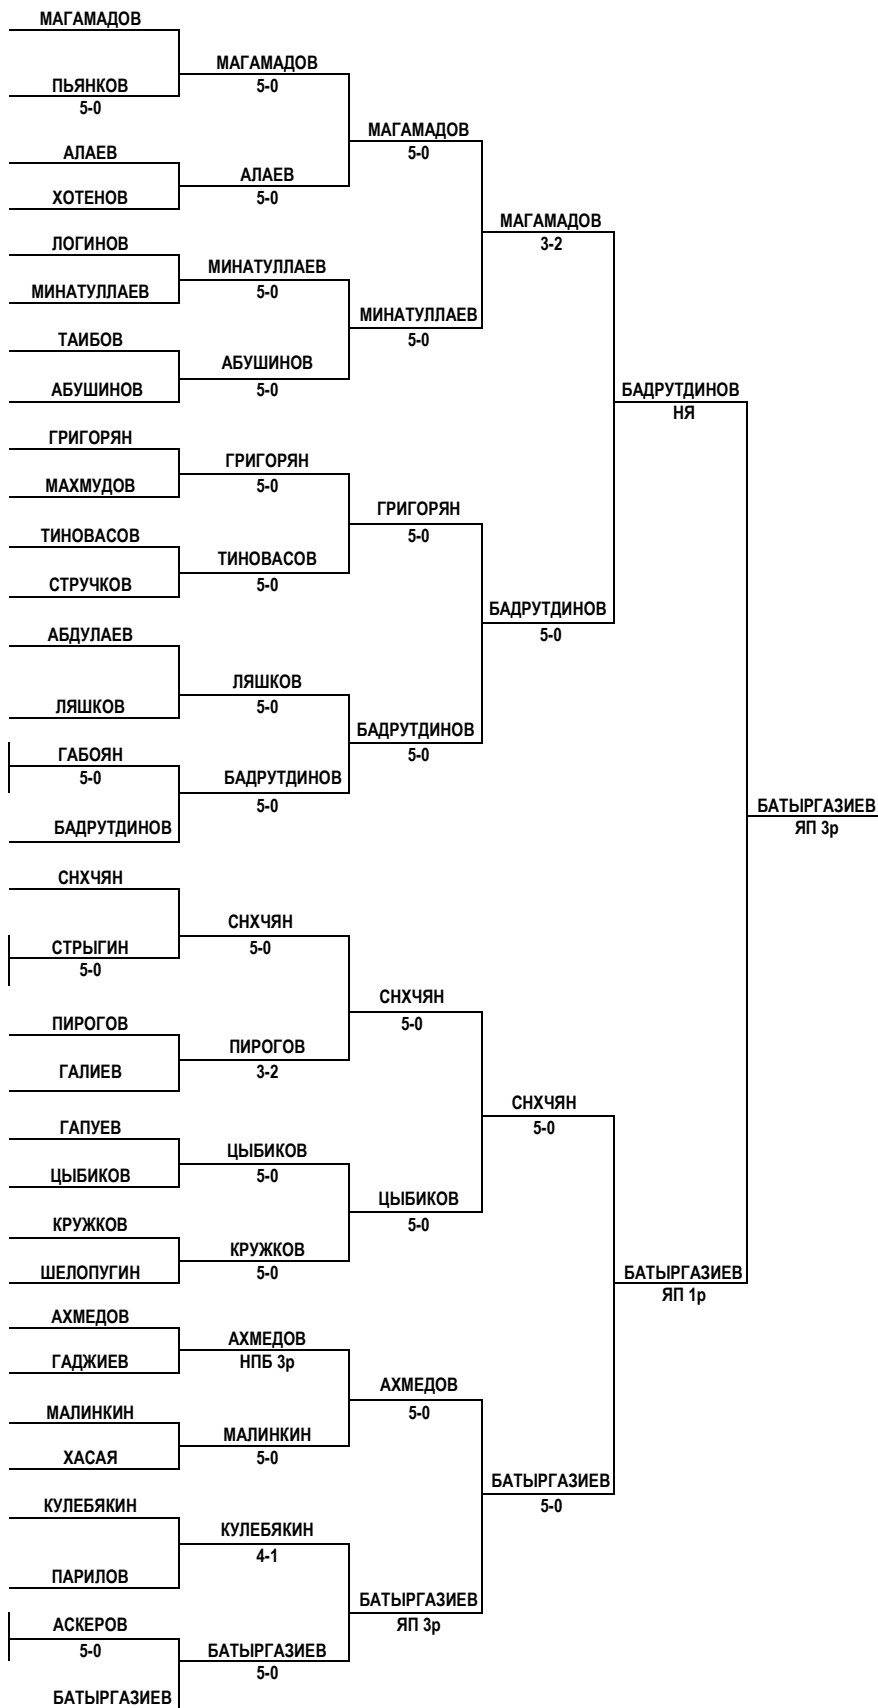 МАГАМАДОВ
ПЬЯНКОВ
5-0
МАГАМАДОВ
5-0
АЛАЕВ
ХОТЕНОВ
АЛАЕВ
5-0
МАГАМАДОВ
5-0
ЛОГИНОВ
МИНАТУЛЛАЕВ
МИНАТУЛЛАЕВ
5-0
ТАИБОВ
АБУШИНОВ
АБУШИНОВ
5-0
МИНАТУЛЛАЕВ
5-0
МАГАМАДОВ
3-2
ГРИГОРЯН
МАХМУДОВ
ГРИГОРЯН
5-0
ТИНОВАСОВ
СТРУЧКОВ
ТИНОВАСОВ
5-0
ГРИГОРЯН
5-0
АБДУЛАЕВ
ЛЯШКОВ
ЛЯШКОВ
5-0
ГАБОЯН
5-0
БАДРУТДИНОВ
БАДРУТДИНОВ
5-0
БАДРУТДИНОВ
5-0
БАДРУТДИНОВ
5-0
БАДРУТДИНОВ
НЯ
БАТЫРГАЗИЕВ
ЯП 3р
СНХЧЯН
СТРЫГИН
5-0
СНХЧЯН
5-0
ПИРОГОВ
ГАЛИЕВ
ПИРОГОВ
3-2
СНХЧЯН
5-0
ГАПУЕВ
ЦЫБИКОВ
ЦЫБИКОВ
5-0
КРУЖКОВ
ШЕЛОПУГИН
КРУЖКОВ
5-0
ЦЫБИКОВ
5-0
СНХЧЯН
5-0
БАТЫРГАЗИЕВ
ЯП 1р
АХМЕДОВ
ГАДЖИЕВ
АХМЕДОВ
НПБ 3р
МАЛИНКИН
ХАСАЯ
МАЛИНКИН
5-0
АХМЕДОВ
5-0
БАТЫРГАЗИЕВ
5-0
КУЛЕБЯКИН
ПАРИЛОВ
КУЛЕБЯКИН
4-1
АСКЕРОВ
5-0
БАТЫРГАЗИЕВ
БАТЫРГАЗИЕВ
5-0
БАТЫРГАЗИЕВ
ЯП 3р